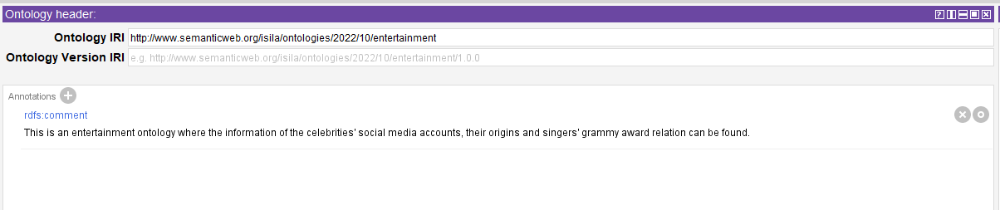 Ontology header:
Ontology IRI http://www.semanticweb.org/isila/ontologies/2022/10/entertainment
Ontology Version IRI e.g. http://www.semanticweb.org/isila/ontologies/2022/10/entertainment/1.0.0
Annotations
rdfs:comment
This is an entertainment ontology where the information of the celebrities' social media accounts, their origins and singers' grammy award relation can be found.